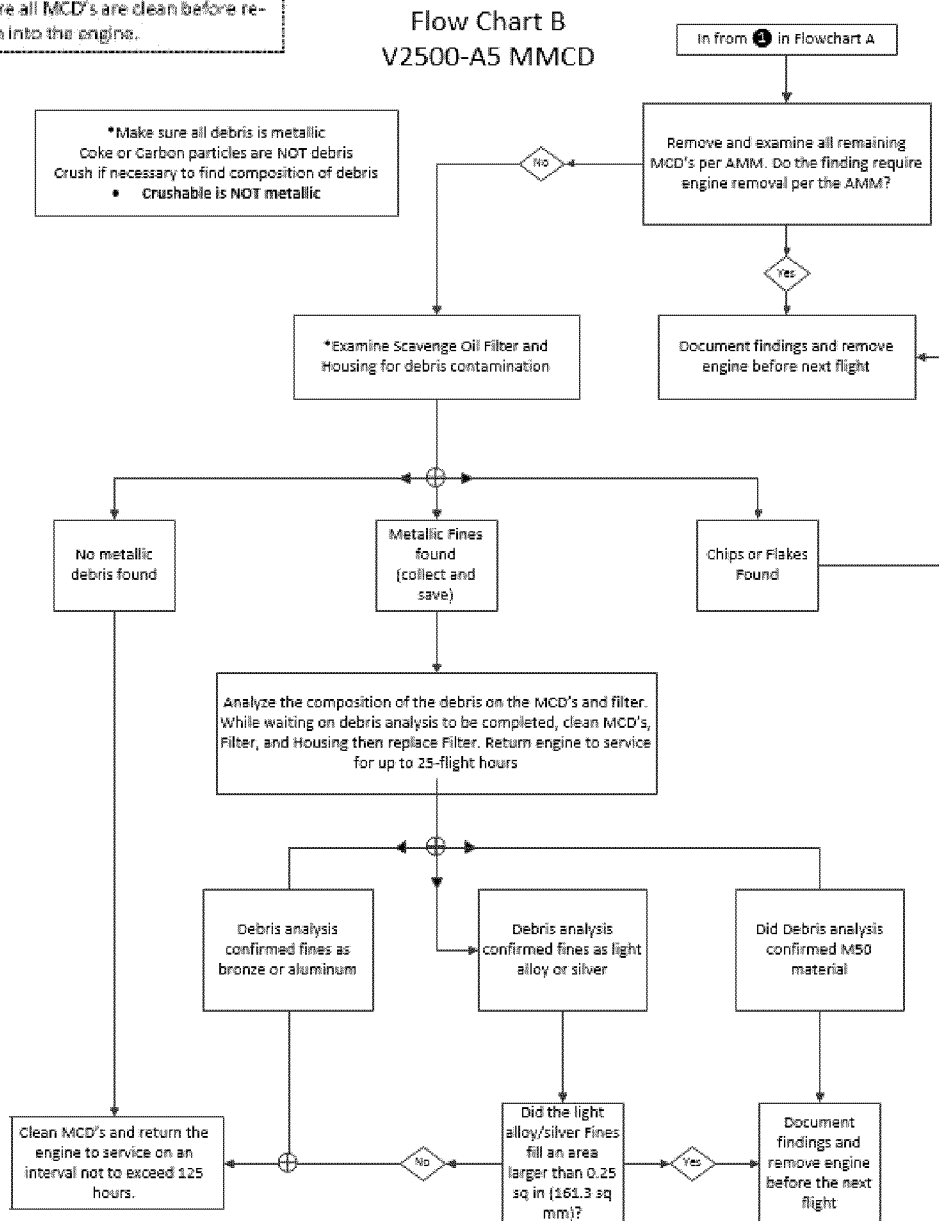 re all MCD's are clean before re-
n into the engine.
Flow Chart B
V2500-A5 MMCD
In from 1 in Flowchart A
*Make sure all debris is metallic
Coke or Carbon particles are NOT debris
Crush if necessary to find composition of debris
• Crushable is NOT metallic
No
Remove and examine all remaining
MCD's per AMM. Do the finding require
engine removal per the AMM?
Yes
*Examine Scavenge Oil Filter and
Housing for debris contamination
Document findings and remove
engine before next flight
No metallic
debris found
Metallic Fines
found
(collect and
save)
Chips or Flakes
Found
Analyze the composition of the debris on the MCD's and filter.
While waiting on debris analysis to be completed, clean MCD's,
Filter, and Housing then replace Filter. Return engine to service
for up to 25-flight hours
Debris analysis
confirmed fines as
bronze or aluminum
Debris analysis
confirmed fines as light
alloy or silver
Did Debris analysis
confirmed M50
material
Clean MCD's and return the
engine to service on an
interval not to exceed 125
hours.
No
Did the light
alloy/silver Fines
fill an area
larger than 0.25
sq in (161.3 sq
mm)?
Yes
Document
findings and
remove engine
before the next
flight